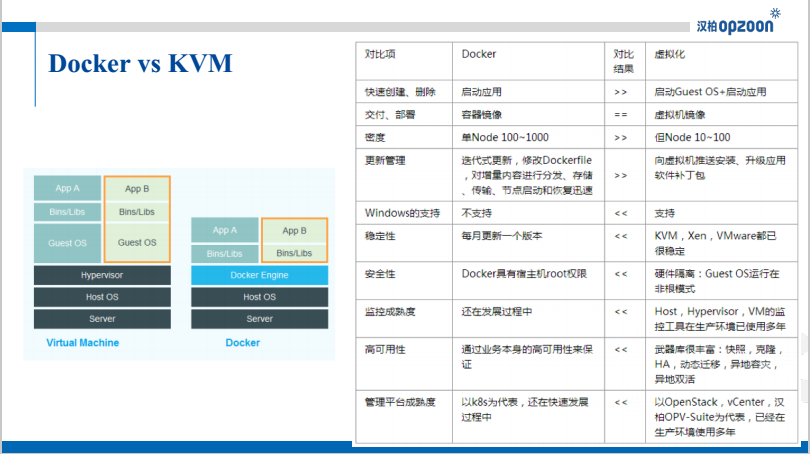 汉柏opzoon
Docker vs KVM
对比项 Docker 对比 虚拟化
结果
快速创建、删除 启动应用 >> 启动Guest OS+启动应用
交付、部署 容器镜像 == 虚拟机镜像
密度 单Node 100~1000 >> 但Node 10~100
更新管理 迭代式更新，修改Dockerfile >> 向虚拟机推送安装、升级应用
，对增量内容进行分发、存储 软件补丁包
、传输、节点启动和恢复迅速
Windows的支持 不支持 << 支持
稳定性 每月更新一个版本 << KVM，Xen，VMware都已
很稳定
安全性 Docker具有宿主机root权限 << 硬件隔离：Guest OS运行在
非根模式
监控成熟度 还在发展过程中 << Host，Hypervisor，VM的监
控工具在生产环境已使用多年
高可用性 通过业务本身的高可用性来保 << 武器库很丰富：快照，克隆，
证 HA，动态迁移，异地容灾，
异地双活
管理平台成熟度 以k8s为代表，还在快速发展 << 以OpenStack，vCenter，汉
过程中 柏OPV-Suite为代表，已经在
生产环境使用多年
App A App B
Bins/Libs Bins/Libs
Guest OS Guest OS
Hypervisor
Host OS
Server
Virtual Machine
App A App B
Bins/Libs Bins/Libs
Docker Engine
Host OS
Server
Docker